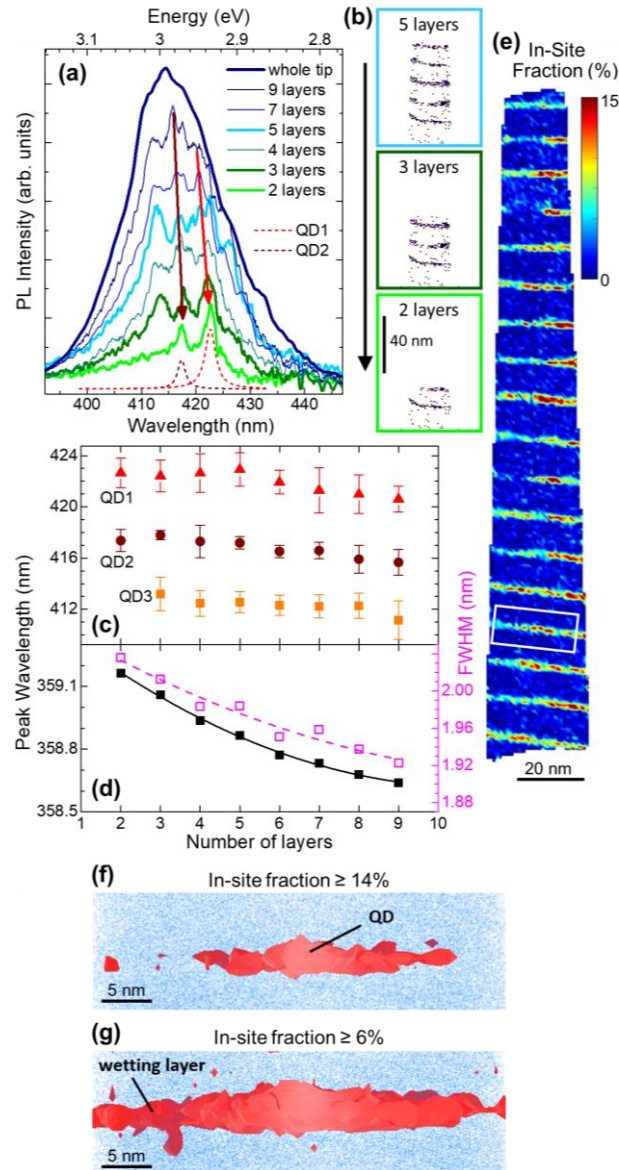 Energy (eV)
3.1 3 2.9 2.8
(a)
whole tip
9 layers
7 layers
5 layers
4 layers
3 layers
2 layers
QD1
QD2
PL Intensity (arb. units)
400 410 420 430 440
Wavelength (nm)
(b)
5 layers
3 layers
2 layers
40 nm
(e)
In-Site
Fraction (%)
15
0
20 nm
424
422
420
418
416
414
412
QD1
QD2
QD3
(c)
Peak Wavelength (nm)
359.1
358.8
358.5
(d)
FWHM (nm)
2.00
1.96
1.92
1.88
1 2 3 4 5 6 7 8 9 10
Number of layers
(f)
In-site fraction ≥ 14%
QD
5 nm
(g)
In-site fraction ≥ 6%
wetting layer
5 nm